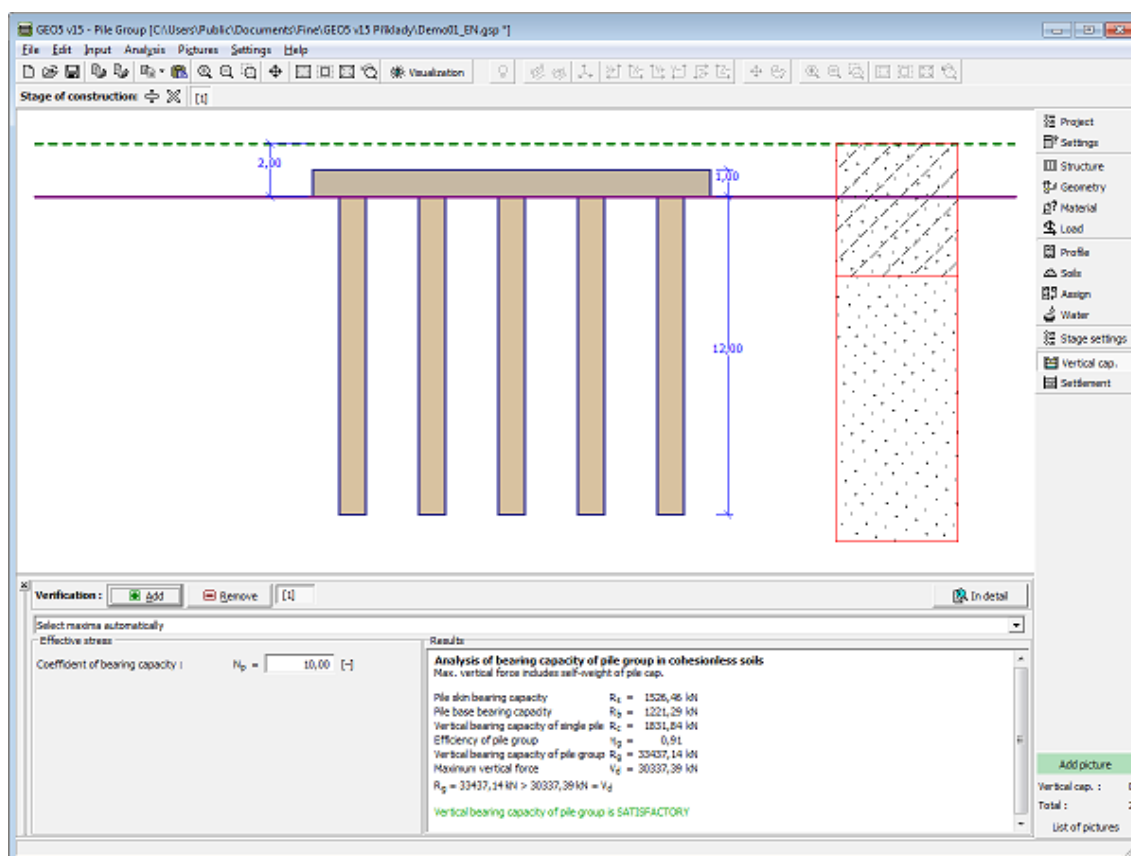 GEO5 v15 - Pile Group [C:\Users\Public\Documents\Fine\GEO5 v15 Příklady\Demo01_EN.gsp *]
File Edit Input Analysis Pictures Settings Help
Visualization
Stage of construction: [1]
2,00
1,00
12,00
Project
Settings
Structure
Geometry
Material
Load
Profile
Soils
Assign
Water
Stage settings
Vertical cap.
Settlement
Verification : Add Remove [1] In detail
Select maxima automatically
Effective stress
Coefficient of bearing capacity : Np = 10,00 [–]
Results
Analysis of bearing capacity of pile group in cohesionless soils
Max. vertical force includes self-weight of pile cap.
Pile skin bearing capacity Rs = 1526,46 kN
Pile base bearing capacity Rb = 1221,29 kN
Vertical bearing capacity of single pile Rc = 1831,84 kN
Efficiency of pile group ηg = 0,91
Vertical bearing capacity of pile group Rg = 33437,14 kN
Maximum vertical force Vd = 30337,39 kN
Rg = 33437,14 kN > 30337,39 kN = Vd
Vertical bearing capacity of pile group is SATISFACTORY
Add picture
Vertical cap. :
Total :
List of pictures